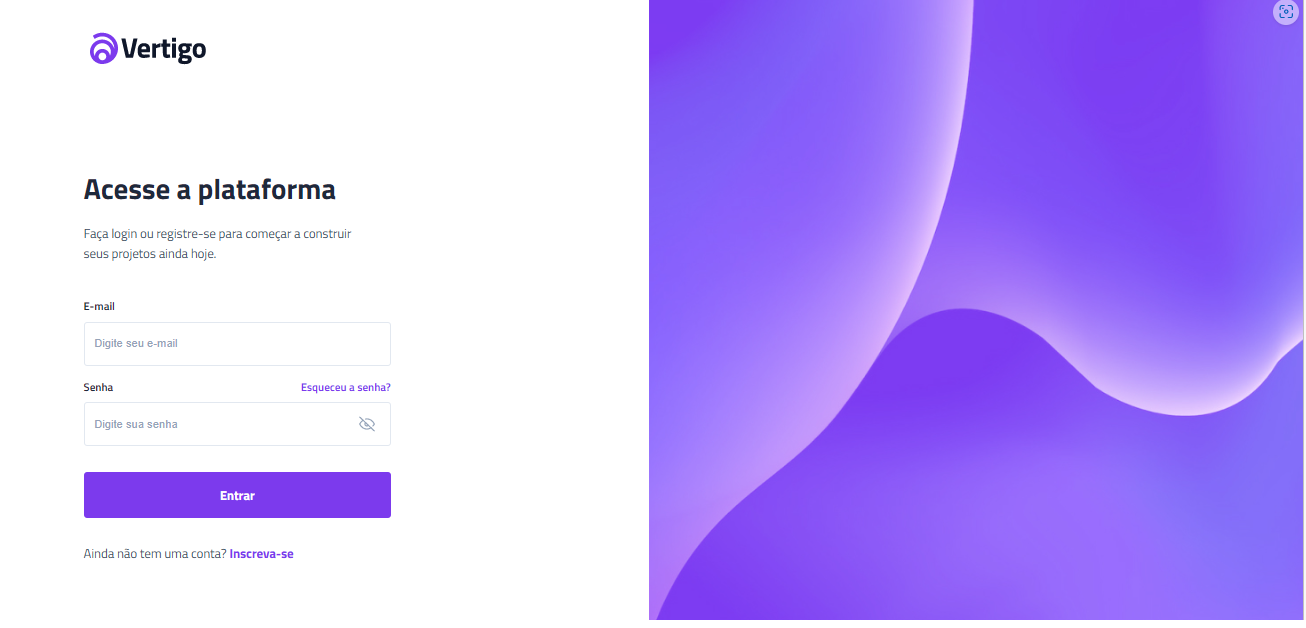 Vertigo
Acesse a plataforma
Faça login ou registre-se para começar a construir
seus projetos ainda hoje.
E-mail
Digite seu e-mail
Senha
Esqueceu a senha?
Digite sua senha
Entrar
Ainda não tem uma conta? Inscreva-se